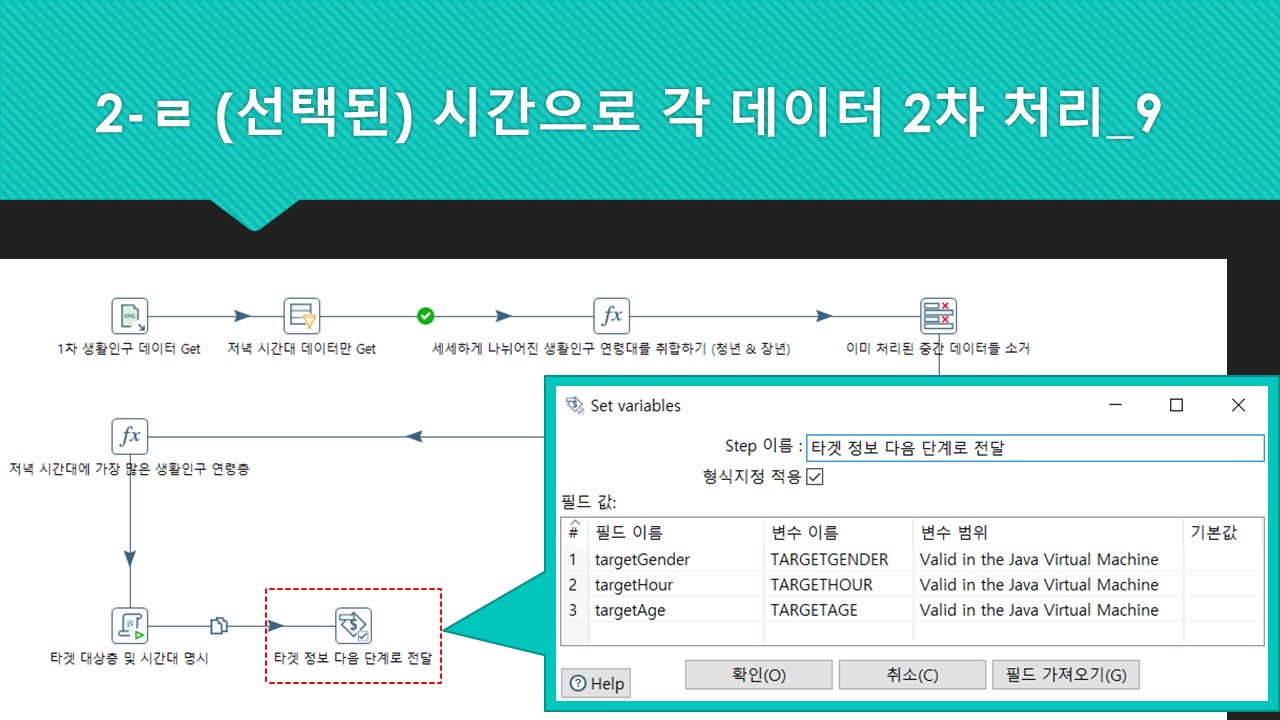 2-ㄹ (선택된) 시간으로 각 데이터 2차 처리_9
XML
fx
1차 생활인구 데이터 Get
저녁 시간대 데이터만 Get
세세하게 나뉘어진 생활인구 연령대를 취합하기 (청년 & 장년)
이미 처리된 중간 데이터들 소거
fx
저녁 시간대에 가장 많은 생활인구 연령층
JS
$
타겟 대상층 및 시간대 명시
타겟 정보 다음 단계로 전달
Set variables
Step 이름 : 타겟 정보 다음 단계로 전달
형식지정 적용
필드 값:
# 필드 이름 변수 이름 변수 범위 기본값
1 targetGender TARGETGENDER Valid in the Java Virtual Machine
2 targetHour TARGETHOUR Valid in the Java Virtual Machine
3 targetAge TARGETAGE Valid in the Java Virtual Machine
? Help 확인(O) 취소(C) 필드 가져오기(G)